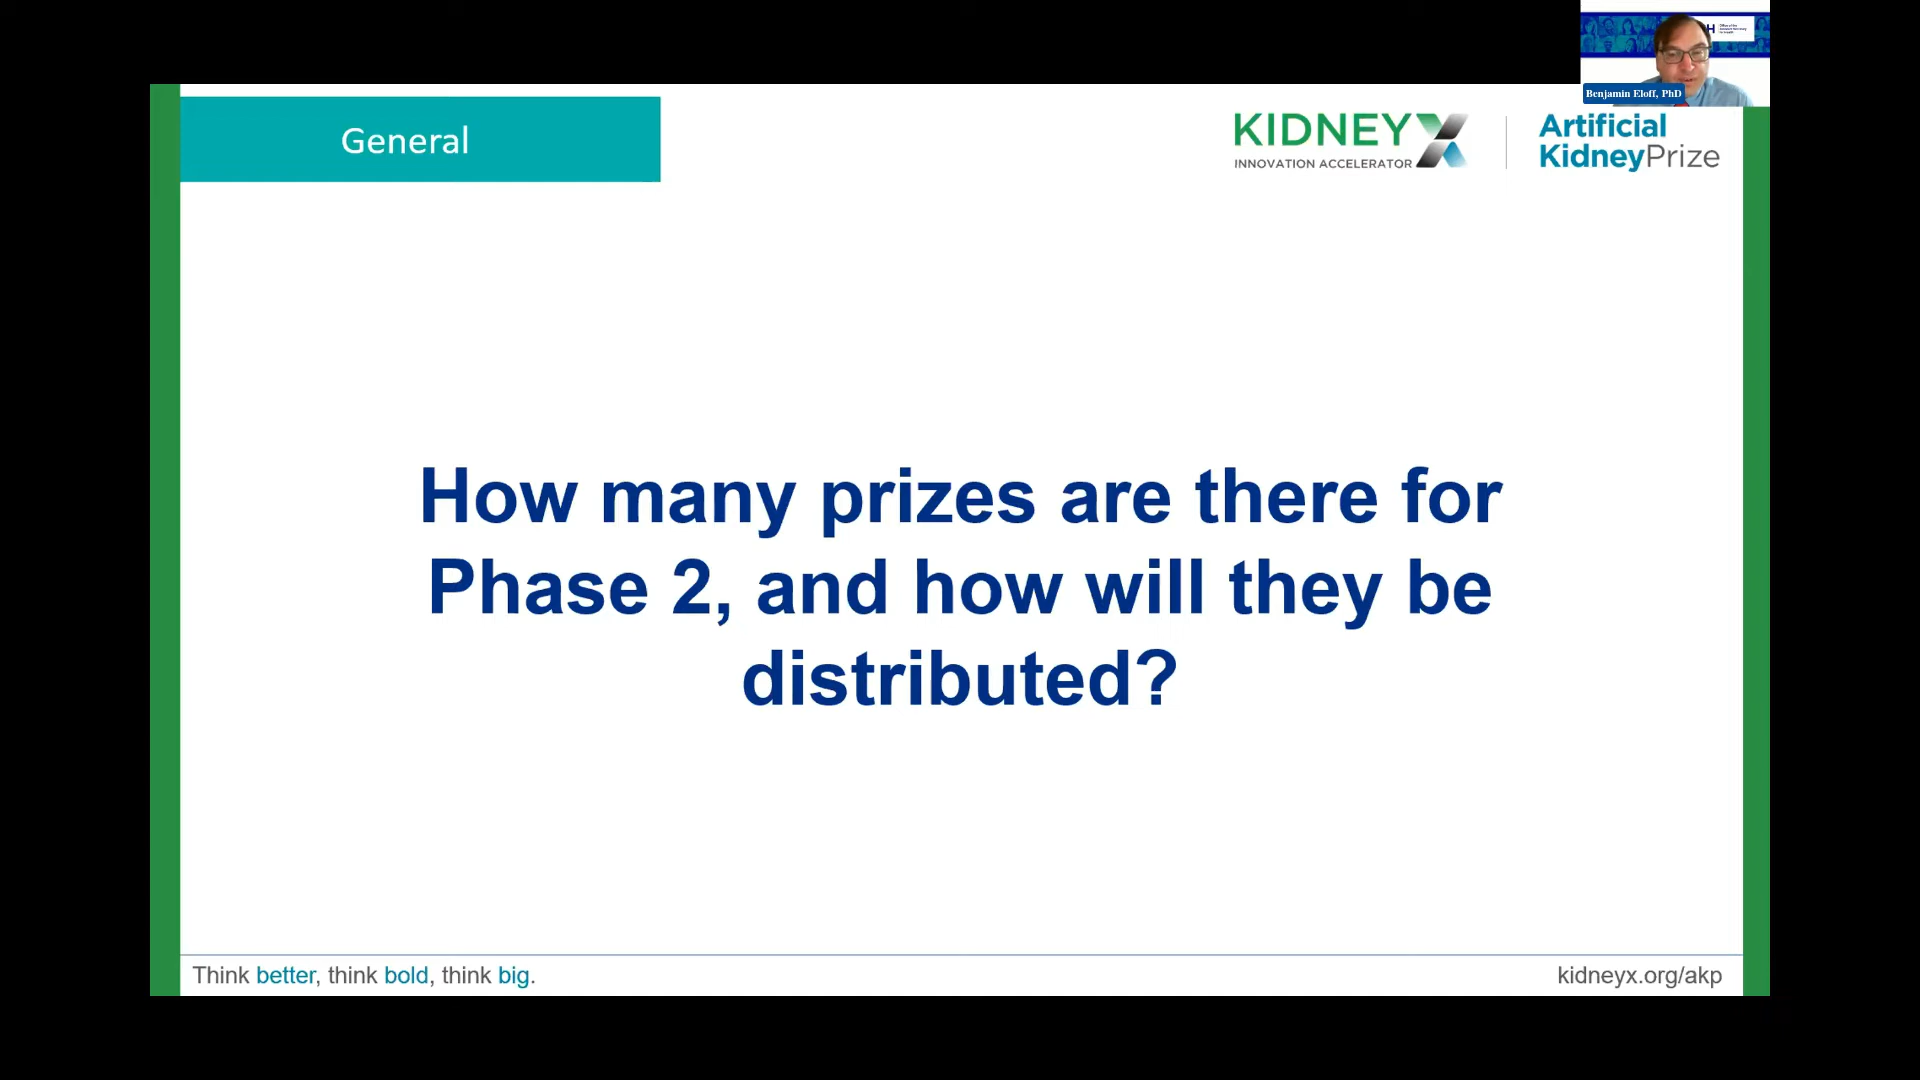 Benjamin Eloff, PhD
General
KIDNEYX
INNOVATION ACCELERATOR
Artificial
KidneyPrize
How many prizes are there for
Phase 2, and how will they be
distributed?
Think better, think bold, think big.
kidneyx.org/akp